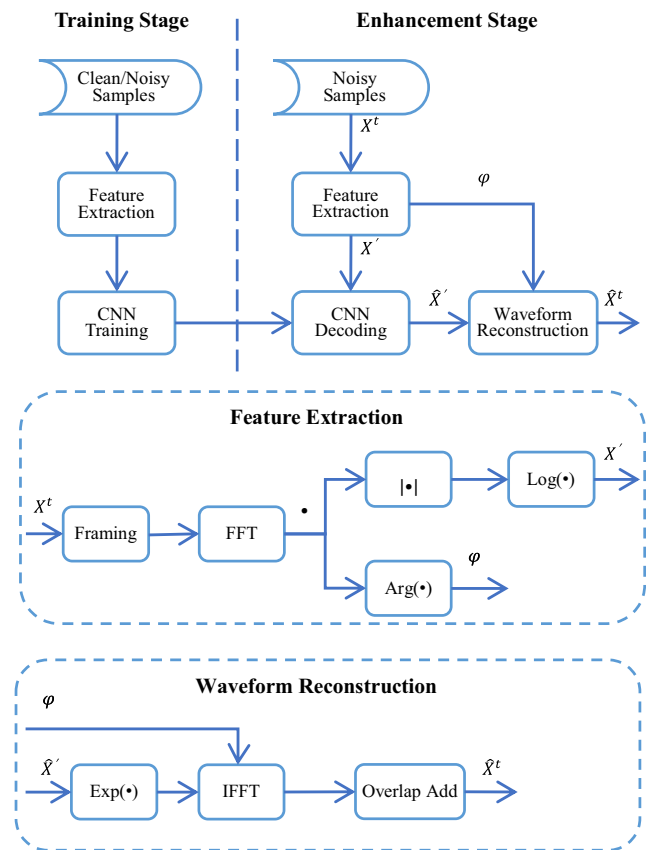 Training Stage
Enhancement Stage
Clean/Noisy
Samples
Noisy
Samples
X^t
Feature
Extraction
Feature
Extraction
φ
X′
CNN
Training
CNN
Decoding
X̂′
Waveform
Reconstruction
X̂^t
Feature Extraction
X^t
Framing
FFT
•
|•|
Log(•)
X′
Arg(•)
φ
Waveform Reconstruction
φ
X̂′
Exp(•)
IFFT
Overlap Add
X̂^t